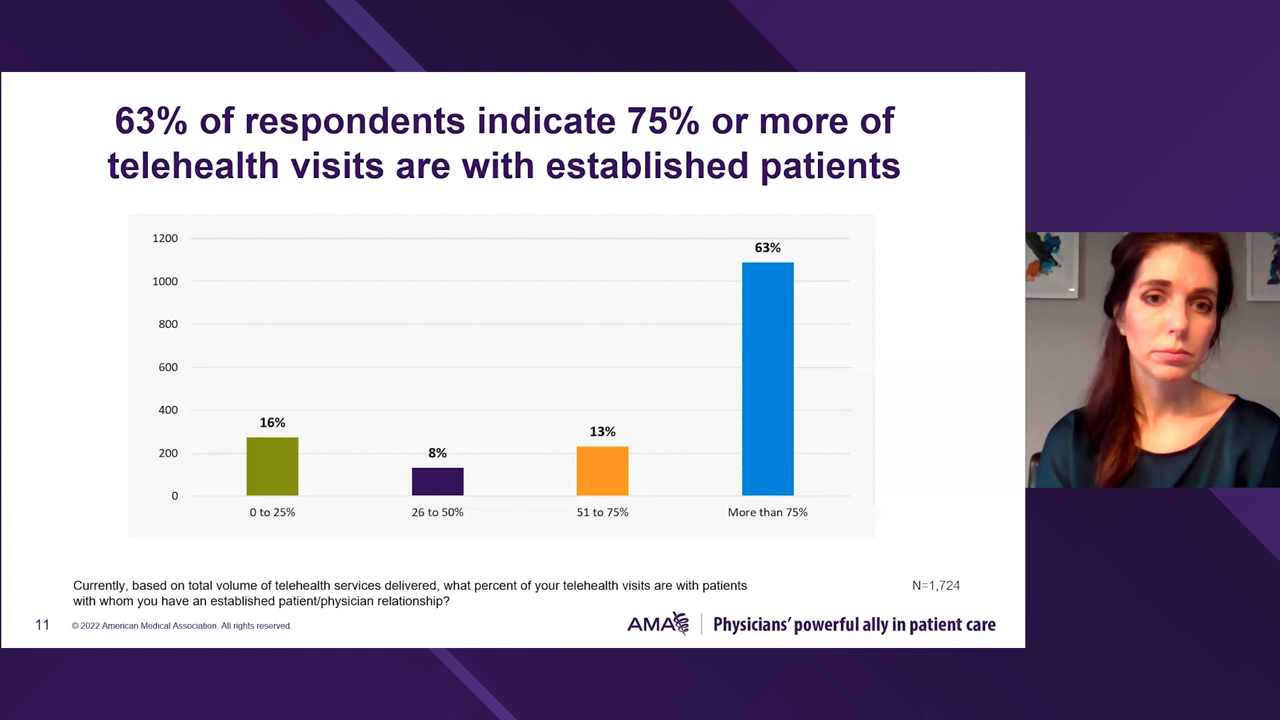 63% of respondents indicate 75% or more of
telehealth visits are with established patients
1200
1000
800
600
400
200
0
16%
8%
13%
63%
0 to 25%
26 to 50%
51 to 75%
More than 75%
Currently, based on total volume of telehealth services delivered, what percent of your telehealth visits are with patients
with whom you have an established patient/physician relationship?
N=1,724
11
© 2022 American Medical Association. All rights reserved.
AMA
Physicians’ powerful ally in patient care